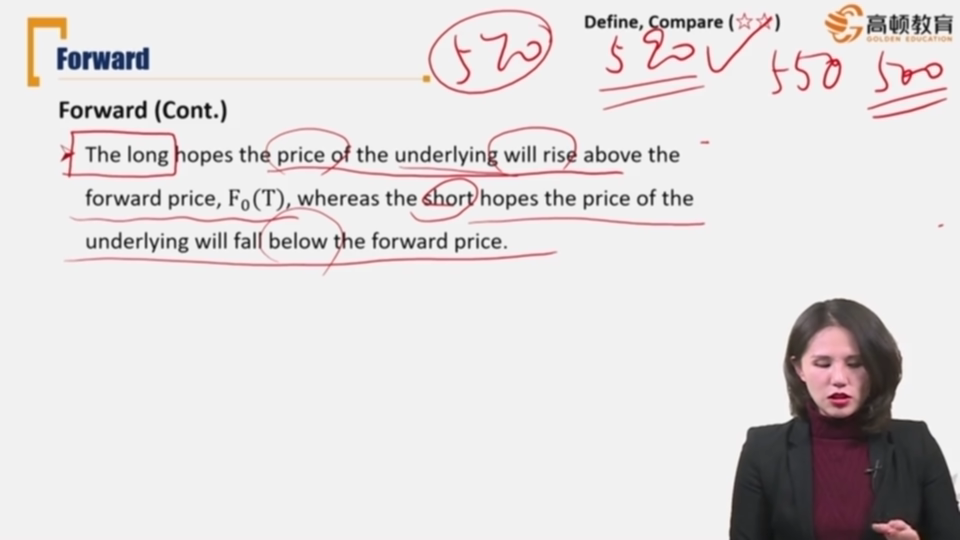 Define, Compare (☆☆)
高顿教育
GOLDEN EDUCATION
Forward
570 520 550 500
Forward (Cont.)
The long hopes the price of the underlying will rise above the
forward price, F₀(T), whereas the short hopes the price of the
underlying will fall below the forward price.